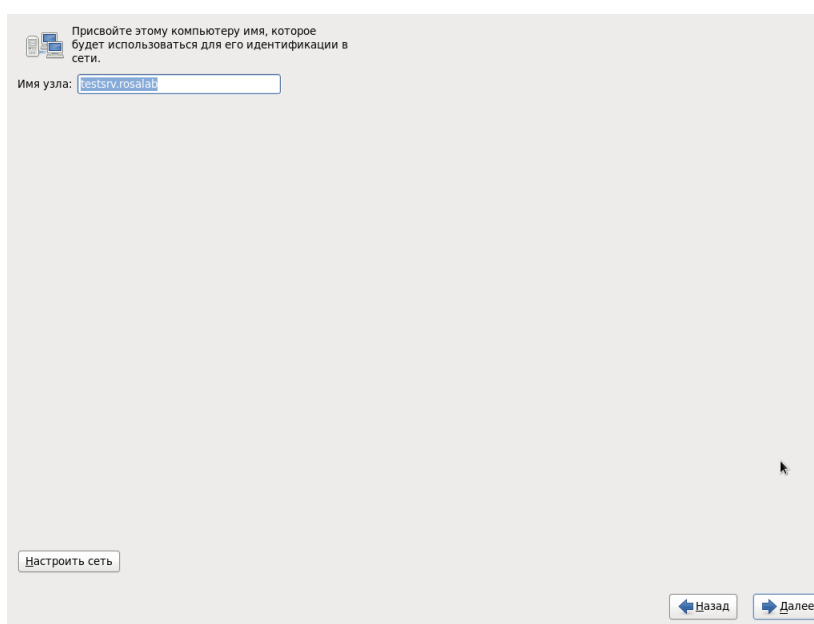 Присвойте этому компьютеру имя, которое
будет использоваться для его идентификации в
сети.
Имя узла: testsrv.rosalab
Настроить сеть
Назад Далее